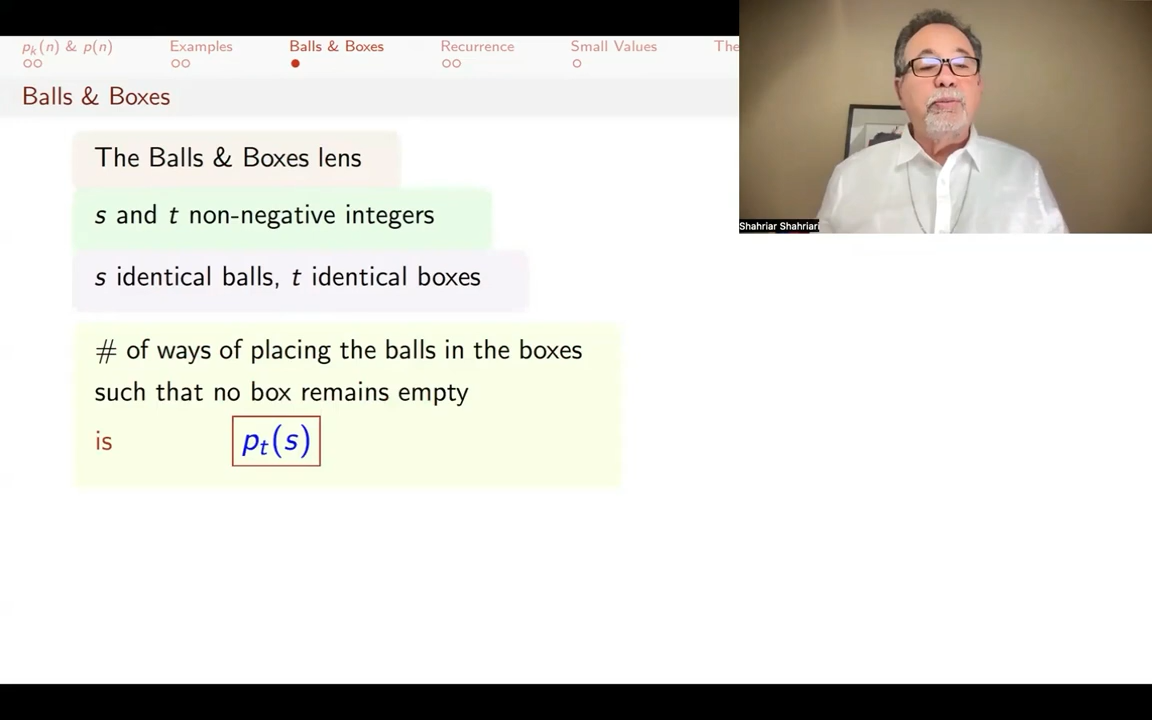 pk(n) & p(n) Examples Balls & Boxes Recurrence Small Values The
Balls & Boxes
The Balls & Boxes lens
s and t non-negative integers
s identical balls, t identical boxes
# of ways of placing the balls in the boxes
such that no box remains empty
is pt(s)
Shahriar Shahriari